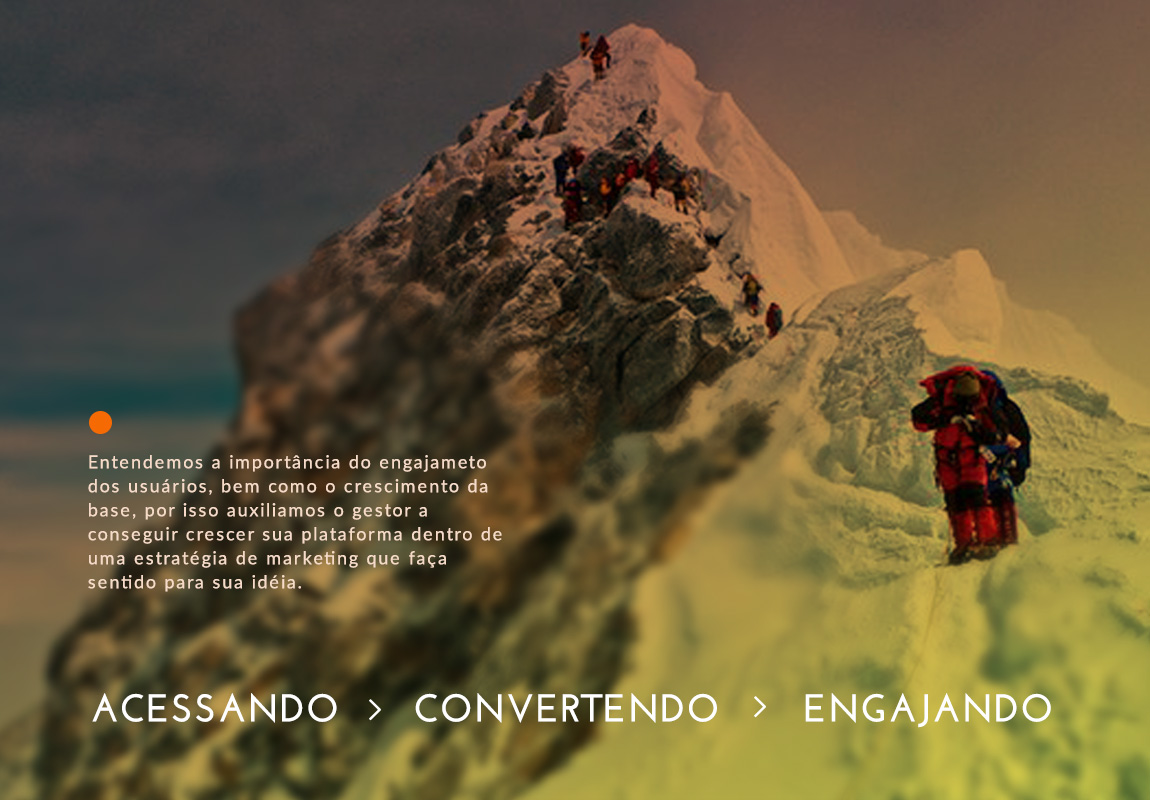 Entendemos a importância do engajameto
dos usuários, bem como o crescimento da
base, por isso auxiliamos o gestor a
conseguir crescer sua plataforma dentro de
uma estratégia de marketing que faça
sentido para sua idéia.
ACESSANDO > CONVERTENDO > ENGAJANDO